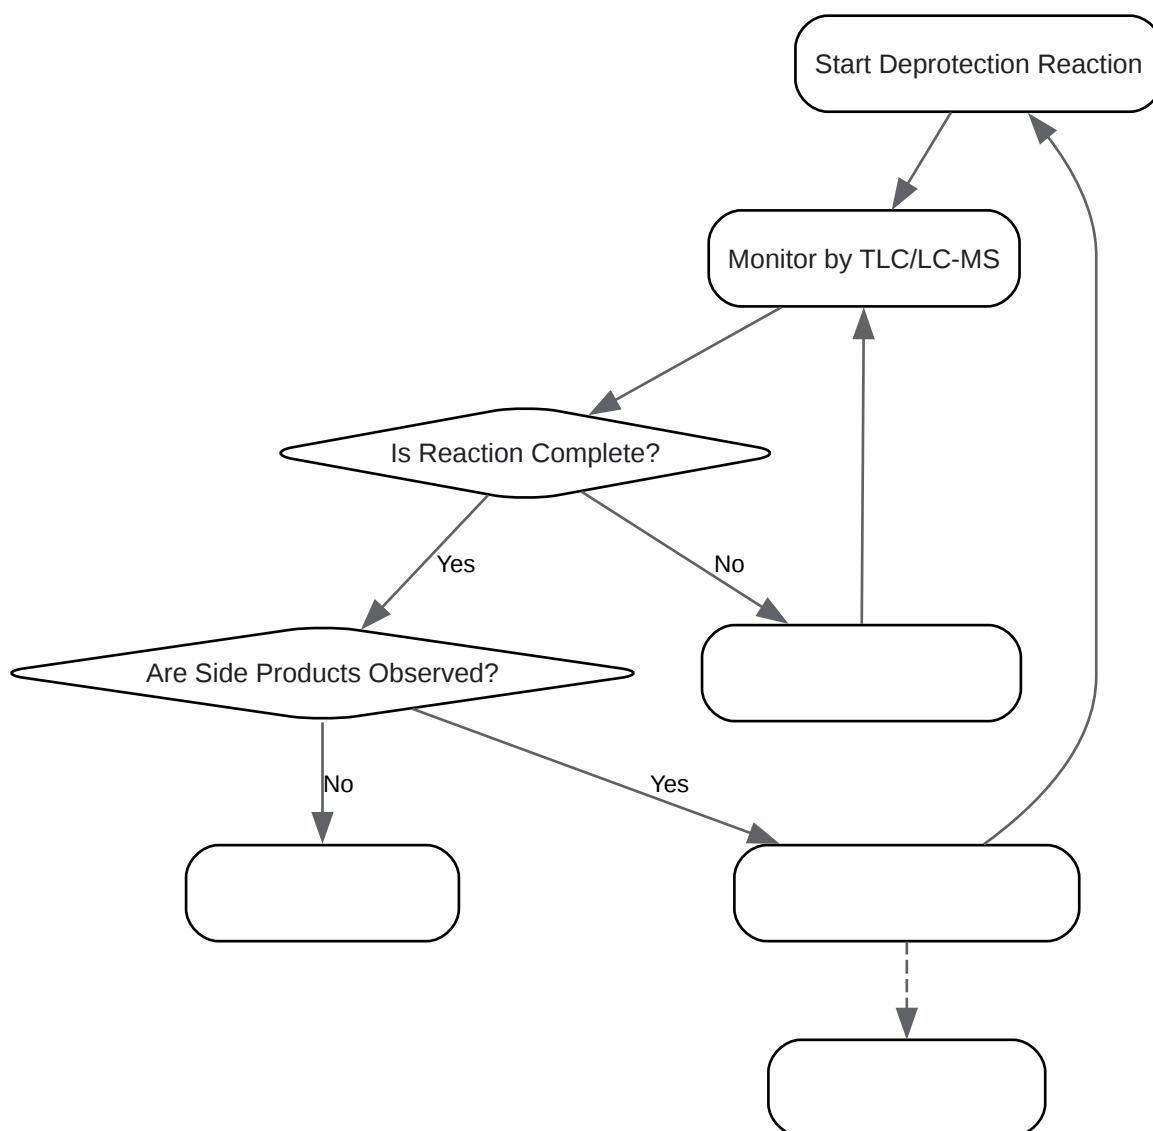 Start Deprotection Reaction
Monitor by TLC/LC-MS
Is Reaction Complete?
Yes
No
Are Side Products Observed?
No
Yes